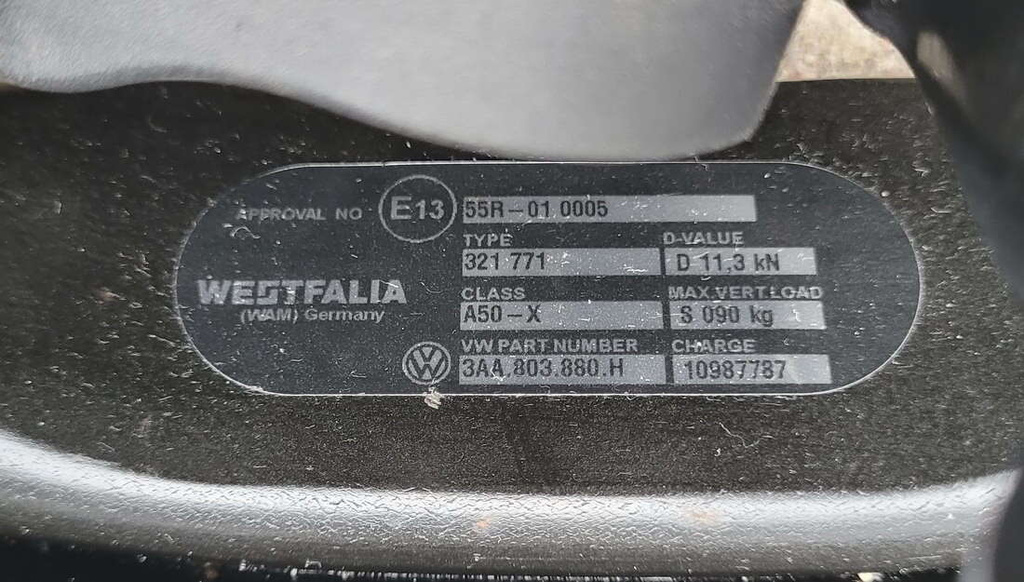 APPROVAL NO E13 55R-01 0005
TYPE D-VALUE
321 771 D 11,3 kN
WESTFALIA
(WAM) Germany
CLASS MAX.VERT.LOAD
A50-X S 090 kg
VW PART NUMBER CHARGE
3AA.803.880.H 10987787